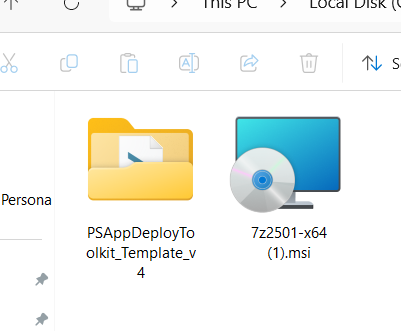 This PC > Local Disk (
S
Persona
PSAppDeployTo
olkit_Template_v
4
7z2501-x64
(1).msi